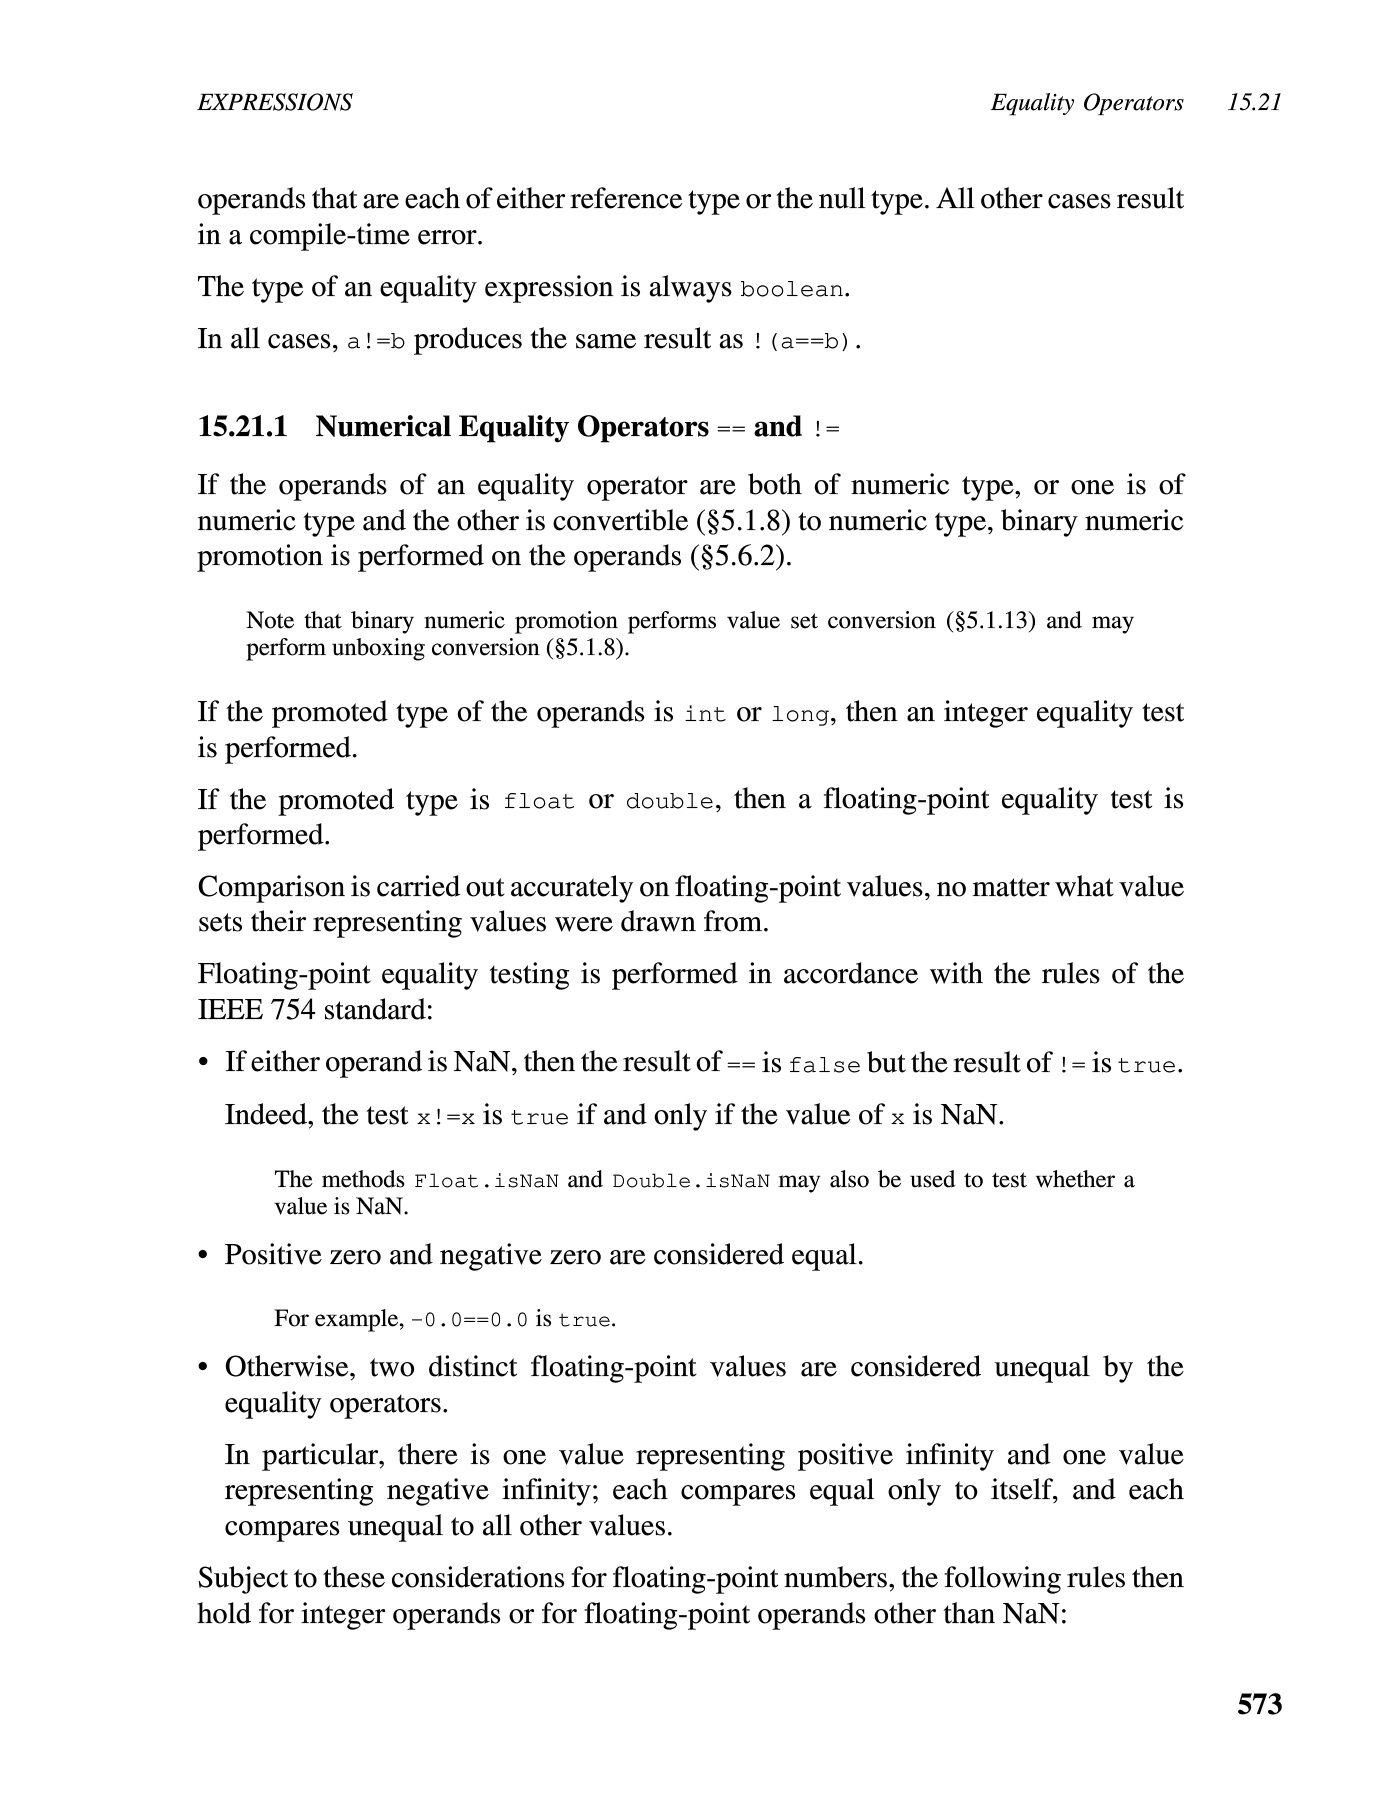 EXPRESSIONS Equality Operators 15.21
operands that are each of either reference type or the null type. All other cases result
in a compile-time error.
The type of an equality expression is always boolean.
In all cases, a!=b produces the same result as !(a==b).
15.21.1 Numerical Equality Operators == and !=
If the operands of an equality operator are both of numeric type, or one is of
numeric type and the other is convertible (§5.1.8) to numeric type, binary numeric
promotion is performed on the operands (§5.6.2).
Note that binary numeric promotion performs value set conversion (§5.1.13) and may
perform unboxing conversion (§5.1.8).
If the promoted type of the operands is int or long, then an integer equality test
is performed.
If the promoted type is float or double, then a floating-point equality test is
performed.
Comparison is carried out accurately on floating-point values, no matter what value
sets their representing values were drawn from.
Floating-point equality testing is performed in accordance with the rules of the
IEEE 754 standard:
• If either operand is NaN, then the result of == is false but the result of != is true.
Indeed, the test x!=x is true if and only if the value of x is NaN.
The methods Float.isNaN and Double.isNaN may also be used to test whether a
value is NaN.
• Positive zero and negative zero are considered equal.
For example, -0.0==0.0 is true.
• Otherwise, two distinct floating-point values are considered unequal by the
equality operators.
In particular, there is one value representing positive infinity and one value
representing negative infinity; each compares equal only to itself, and each
compares unequal to all other values.
Subject to these considerations for floating-point numbers, the following rules then
hold for integer operands or for floating-point operands other than NaN:
573